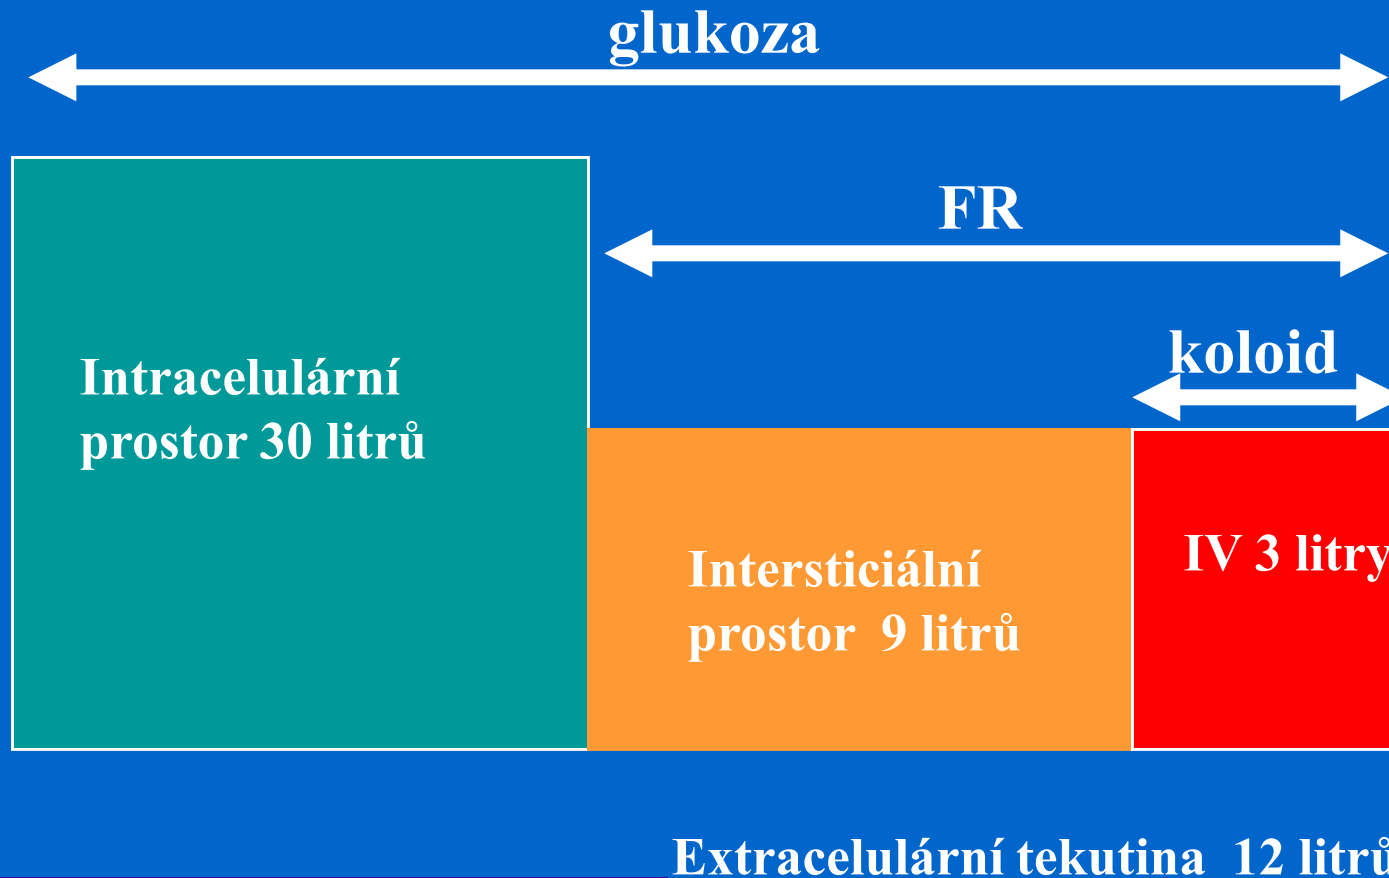 glukoza
FR
koloid
Intracelulární
prostor 30 litrů
Intersticiální
prostor 9 litrů
IV 3 litry
Extracelulární tekutina 12 litrů